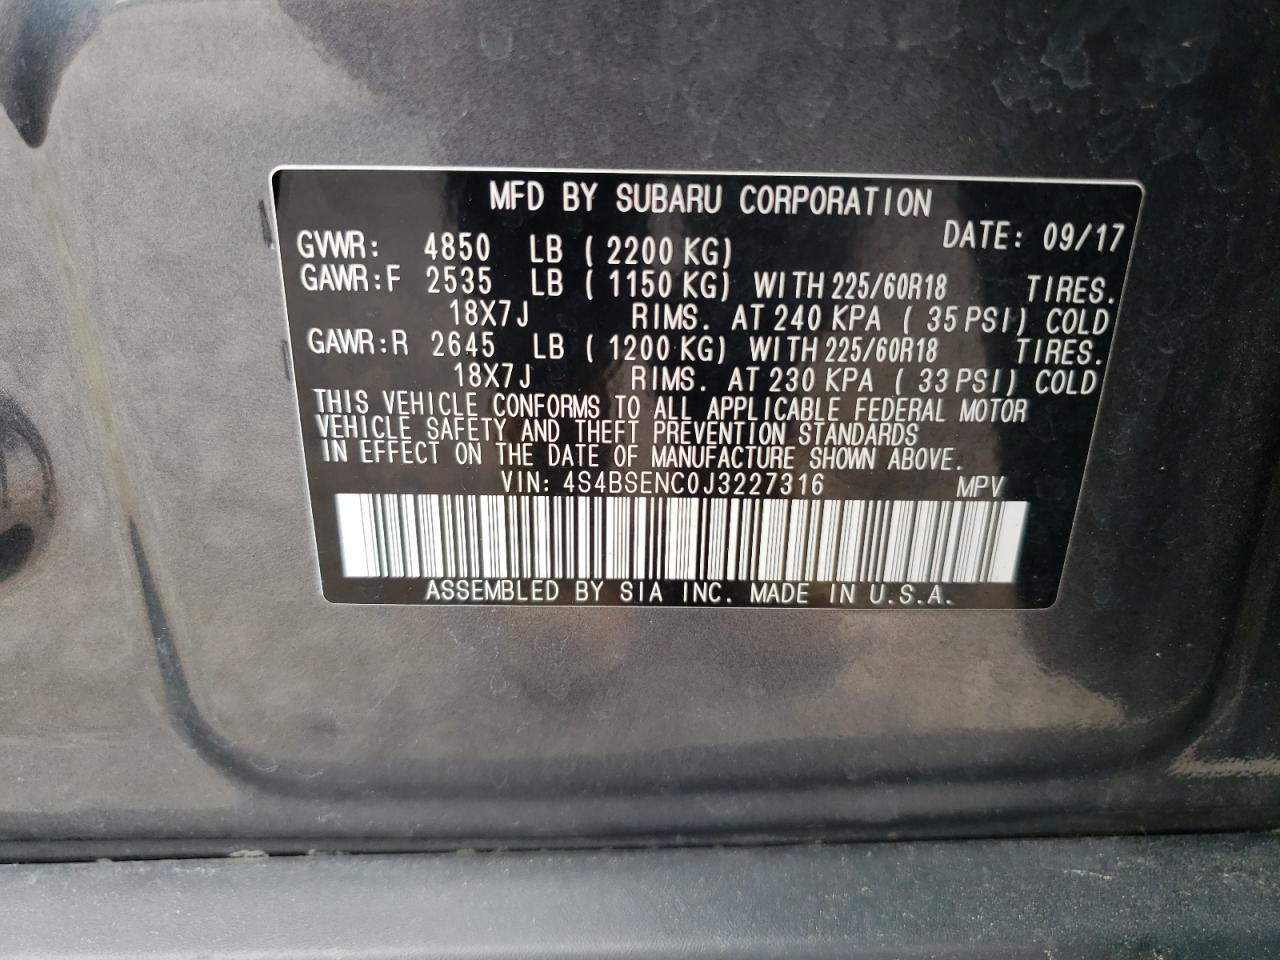 MFD BY SUBARU CORPORATION
DATE: 09/17
GVWR: 4850 LB ( 2200 KG)
GAWR:F 2535 LB ( 1150 KG) WITH 225/60R18 TIRES.
18X7J RIMS. AT 240 KPA ( 35 PSI) COLD
GAWR:R 2645 LB ( 1200 KG) WITH 225/60R18 TIRES.
18X7J RIMS. AT 230 KPA ( 33 PSI) COLD
THIS VEHICLE CONFORMS TO ALL APPLICABLE FEDERAL MOTOR
VEHICLE SAFETY AND THEFT PREVENTION STANDARDS
IN EFFECT ON THE DATE OF MANUFACTURE SHOWN ABOVE.
VIN: 4S4BSENC0J3227316 MPV
ASSEMBLED BY SIA INC. MADE IN U.S.A.